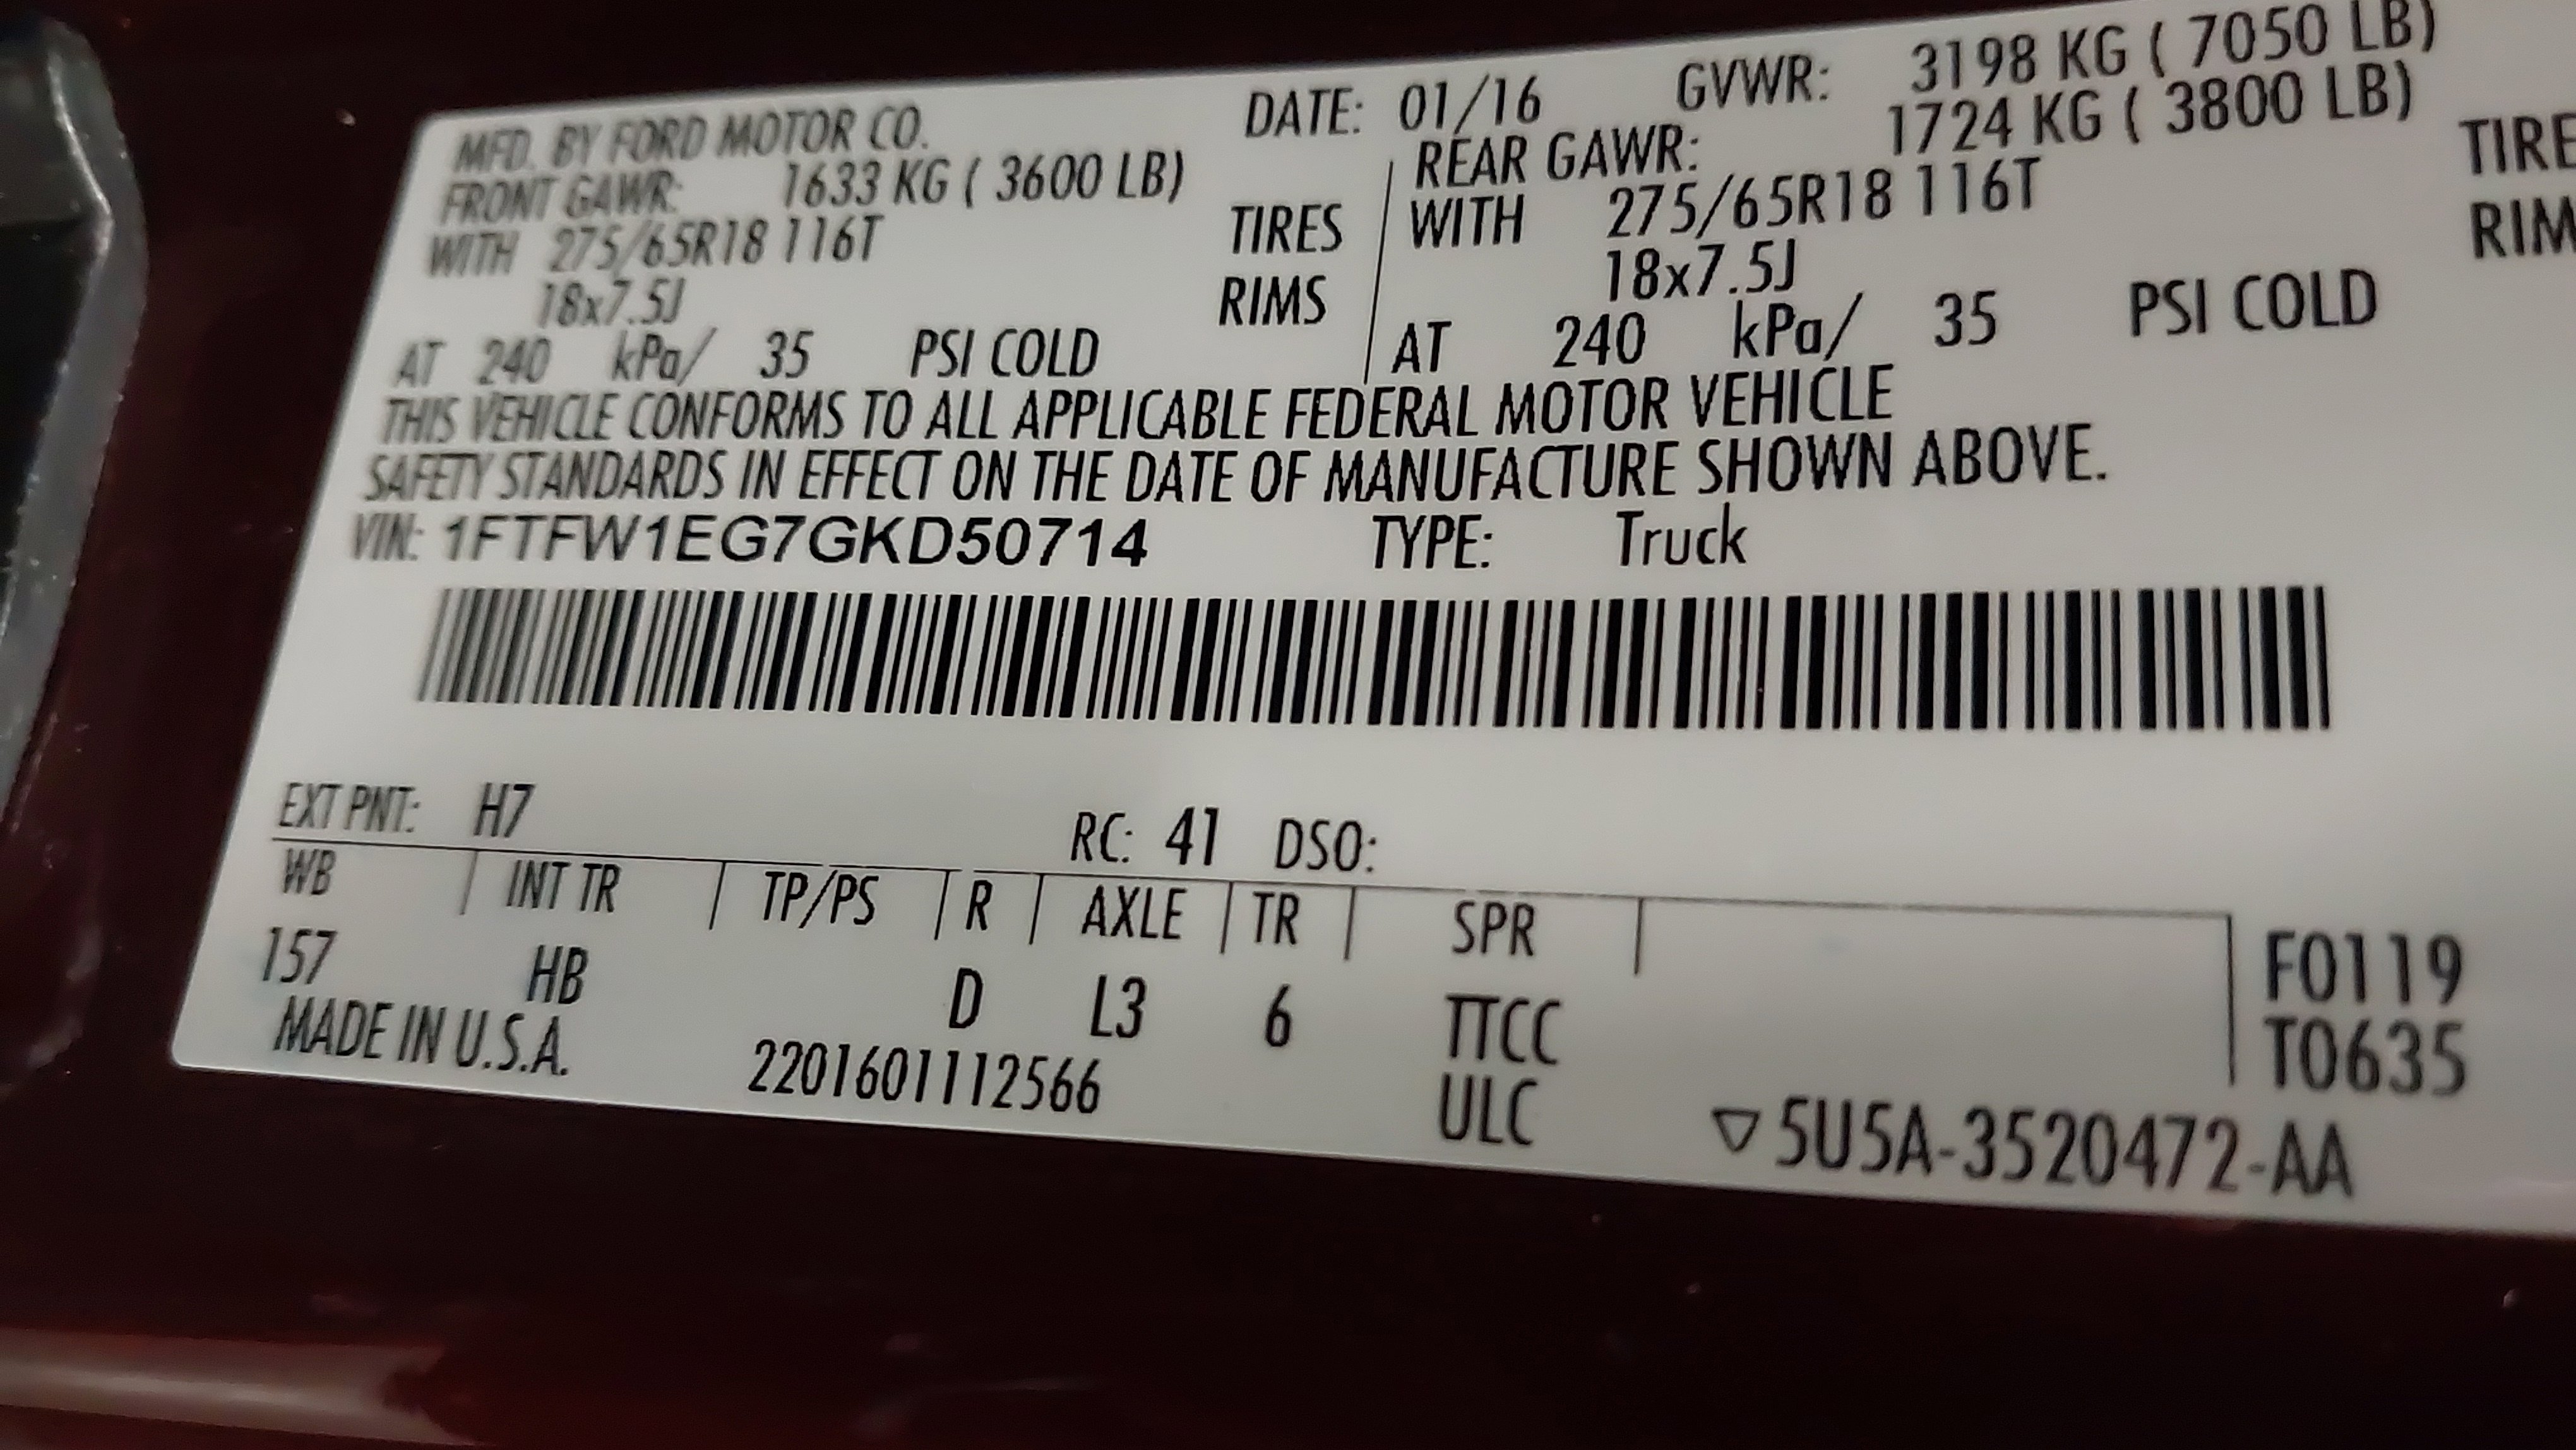 MFD. BY FORD MOTOR CO. DATE: 01/16 GVWR: 3198 KG ( 7050 LB)
FRONT GAWR: 1633 KG ( 3600 LB) REAR GAWR: 1724 KG ( 3800 LB)
WITH 275/65R18 116T TIRES WITH 275/65R18 116T TIRE
18x7.5J RIMS 18x7.5J RIM
AT 240 kPa/ 35 PSI COLD AT 240 kPa/ 35 PSI COLD
THIS VEHICLE CONFORMS TO ALL APPLICABLE FEDERAL MOTOR VEHICLE
SAFETY STANDARDS IN EFFECT ON THE DATE OF MANUFACTURE SHOWN ABOVE.
VIN: 1FTFW1EG7GKD50714 TYPE: Truck
EXT PNT: H7 RC: 41 DSO:
WB INT TR TP/PS R AXLE TR SPR
157 HB D L3 6 TTCC F0119
MADE IN U.S.A. 2201601112566 ULC T0635
▽5U5A-3520472-AA